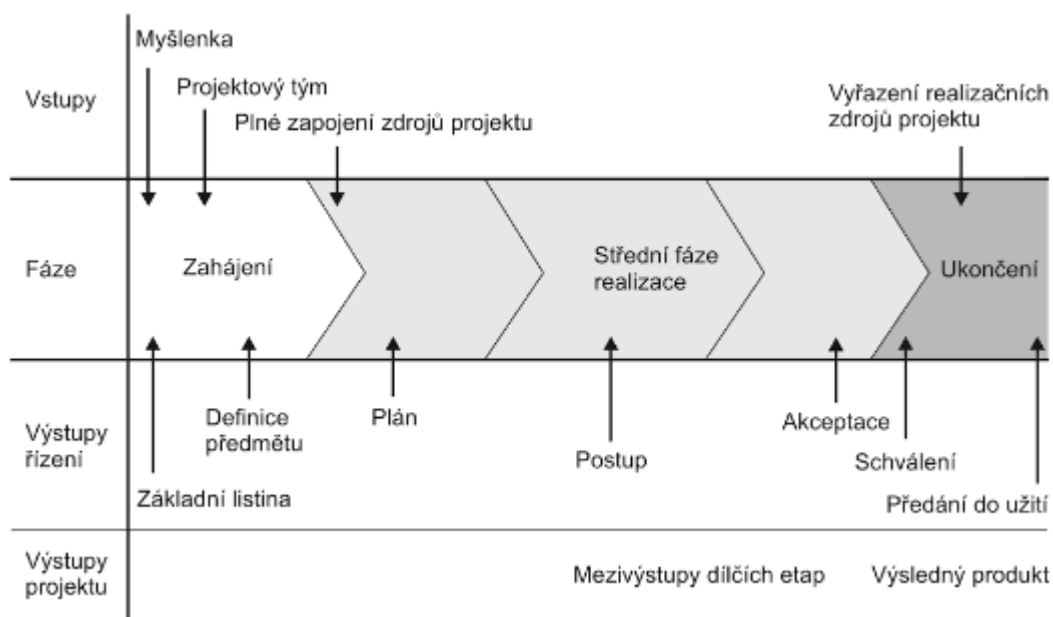 Vstupy
Myšlenka
Projektový tým
Plné zapojení zdrojů projektu
Vyřazení realizačních
zdrojů projektu
Fáze
Zahájení
Střední fáze
realizace
Ukončení
Výstupy
řízení
Základní listina
Definice
předmětu
Plán
Postup
Akceptace
Schválení
Předání do užití
Výstupy
projektu
Mezivýstupy dílčích etap
Výsledný produkt